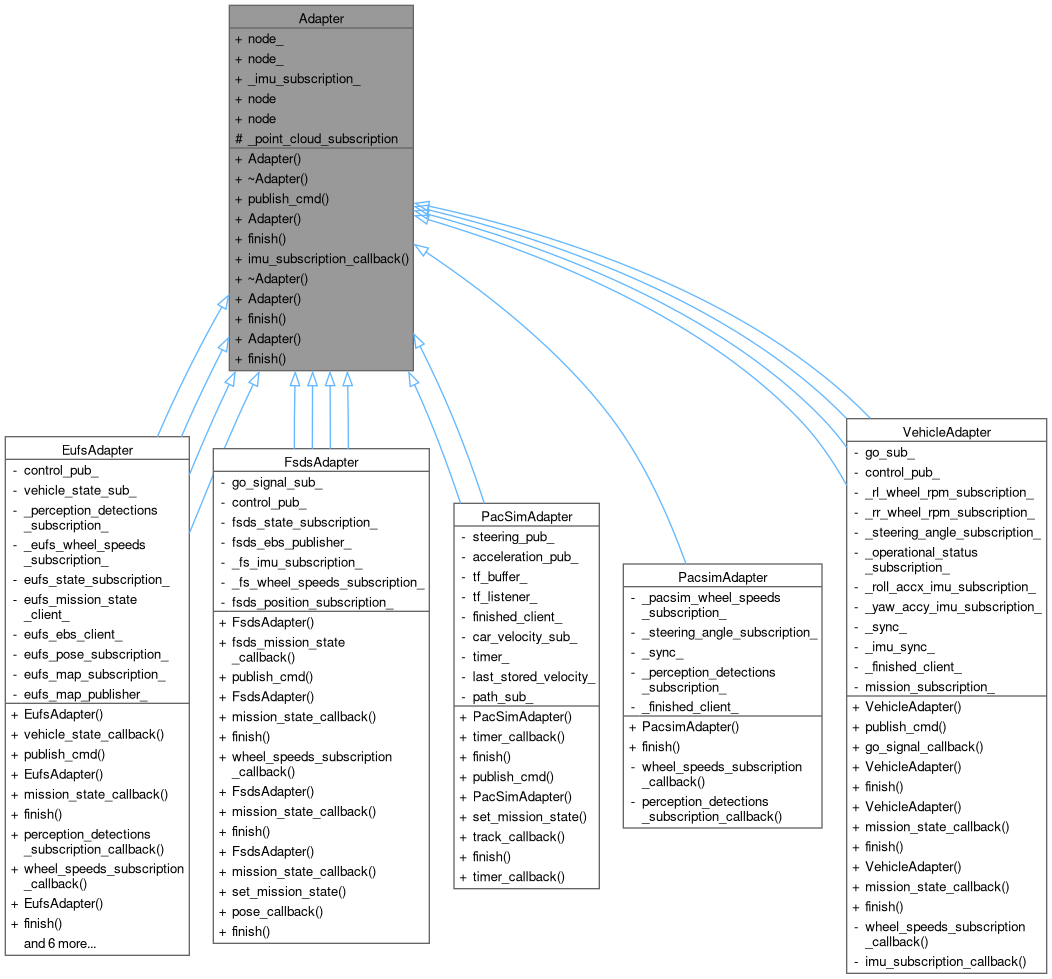 Adapter
+ node_
+ node_
+ _imu_subscription_
+ node
+ node
# _point_cloud_subscription
+ Adapter()
+ ~Adapter()
+ publish_cmd()
+ Adapter()
+ finish()
+ imu_subscription_callback()
+ ~Adapter()
+ Adapter()
+ finish()
+ Adapter()
+ finish()
EufsAdapter
- control_pub_
- vehicle_state_sub_
- _perception_detections
_subscription_
- _eufs_wheel_speeds
_subscription_
- eufs_state_subscription_
- eufs_mission_state
_client_
- eufs_ebs_client_
- eufs_pose_subscription_
- eufs_map_subscription_
- eufs_map_publisher_
+ EufsAdapter()
+ vehicle_state_callback()
+ publish_cmd()
+ EufsAdapter()
+ mission_state_callback()
+ finish()
+ perception_detections
_subscription_callback()
+ wheel_speeds_subscription
_callback()
+ EufsAdapter()
+ finish()
and 6 more...
FsdsAdapter
- go_signal_sub_
- control_pub_
- fsds_state_subscription_
- fsds_ebs_publisher_
- _fs_imu_subscription_
- _fs_wheel_speeds_subscription_
- fsds_position_subscription_
+ FsdsAdapter()
+ fsds_mission_state
_callback()
+ publish_cmd()
+ FsdsAdapter()
+ mission_state_callback()
+ finish()
+ wheel_speeds_subscription
_callback()
+ FsdsAdapter()
+ mission_state_callback()
+ finish()
+ FsdsAdapter()
+ mission_state_callback()
+ set_mission_state()
+ pose_callback()
+ finish()
PacSimAdapter
- steering_pub_
- acceleration_pub_
- tf_buffer_
- tf_listener_
- finished_client_
- car_velocity_sub_
- timer_
- last_stored_velocity_
- path_sub_
+ PacSimAdapter()
+ timer_callback()
+ finish()
+ publish_cmd()
+ PacSimAdapter()
+ set_mission_state()
+ track_callback()
+ finish()
+ timer_callback()
PacsimAdapter
- _pacsim_wheel_speeds
_subscription_
- _steering_angle_subscription_
- _sync_
- _perception_detections
_subscription_
- _finished_client_
+ PacsimAdapter()
+ finish()
- wheel_speeds_subscription
_callback()
- perception_detections
_subscription_callback()
VehicleAdapter
- go_sub_
- control_pub_
- _rl_wheel_rpm_subscription_
- _rr_wheel_rpm_subscription_
- _steering_angle_subscription_
- _operational_status
_subscription_
- _roll_accx_imu_subscription_
- _yaw_accy_imu_subscription_
- _sync_
- _imu_sync_
- _finished_client_
- mission_subscription_
+ VehicleAdapter()
+ publish_cmd()
+ go_signal_callback()
+ VehicleAdapter()
+ finish()
+ VehicleAdapter()
+ mission_state_callback()
+ finish()
+ VehicleAdapter()
+ mission_state_callback()
+ finish()
- wheel_speeds_subscription
_callback()
- imu_subscription_callback()